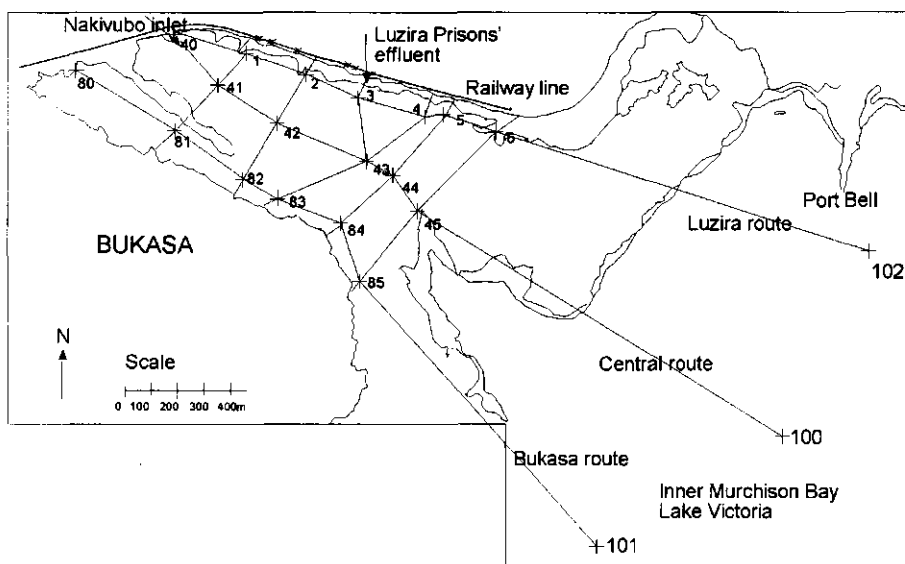 Nakivubo inlet
Luzira Prisons'
effluent
40
1
2
3
4
5
6
Railway line
80
41
42
43
44
45
81
82
83
84
85
Port Bell
Luzira route
102
BUKASA
N
Scale
0 100 200 300 400m
Central route
100
Bukasa route
Inner Murchison Bay
Lake Victoria
101